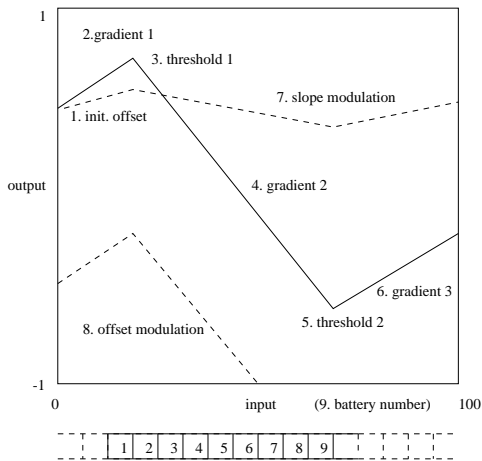 1
2.gradient 1
3. threshold 1
7. slope modulation
1. init. offset
output
4. gradient 2
6. gradient 3
5. threshold 2
8. offset modulation
-1
0 input (9. battery number) 100
1 2 3 4 5 6 7 8 9